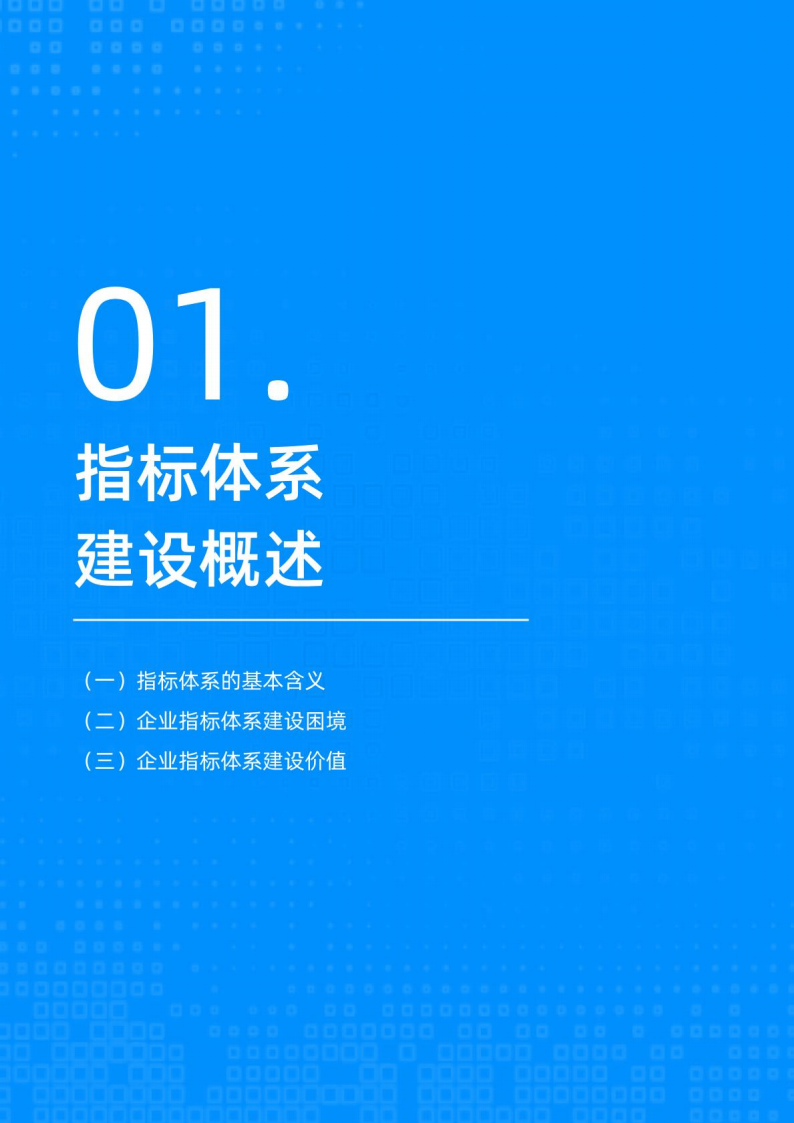 01.
指标体系
建设概述
（一）指标体系的基本含义
（二）企业指标体系建设困境
（三）企业指标体系建设价值